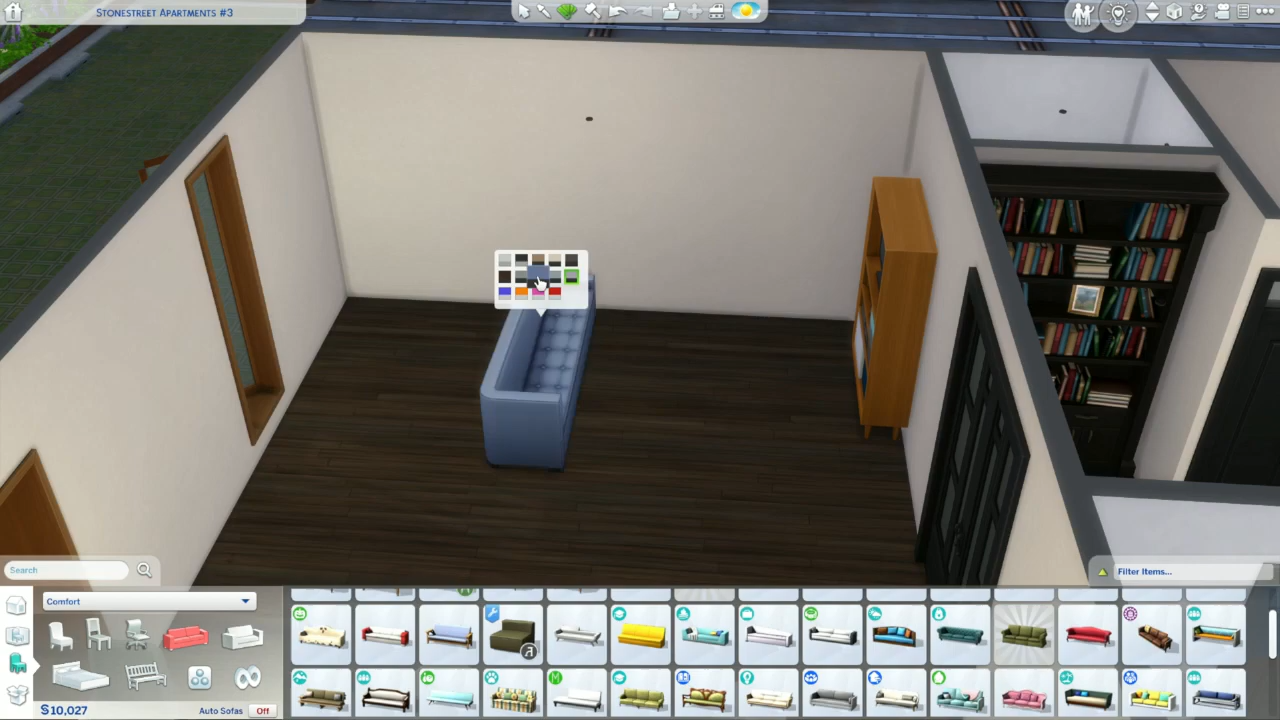 STONESTREET APARTMENTS #3
Search
Filter Items...
Comfort
a
§10,027
Auto Sofas
Off